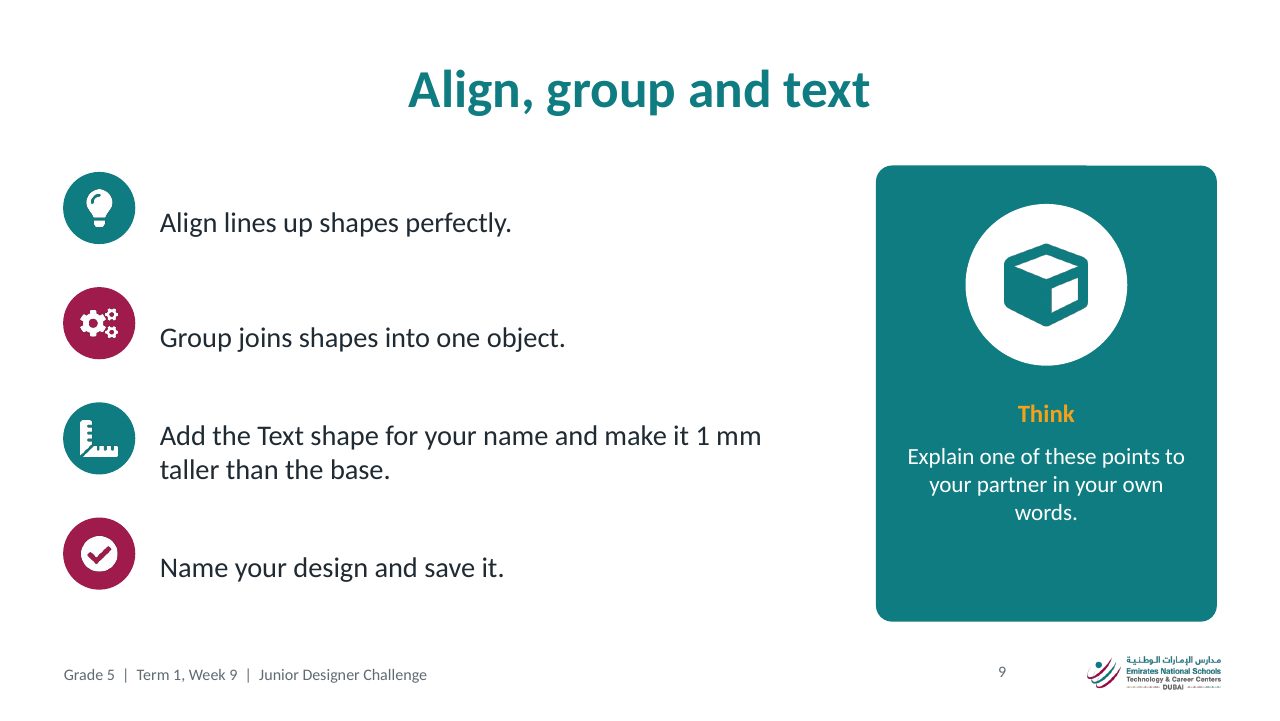 Align, group and text
Align lines up shapes perfectly.
Group joins shapes into one object.
Add the Text shape for your name and make it 1 mm
taller than the base.
Name your design and save it.
Think
Explain one of these points to
your partner in your own
words.
Grade 5 | Term 1, Week 9 | Junior Designer Challenge
9
مدارس الإمارات الوطنية
Emirates National Schools
Technology & Career Centers
DUBAI